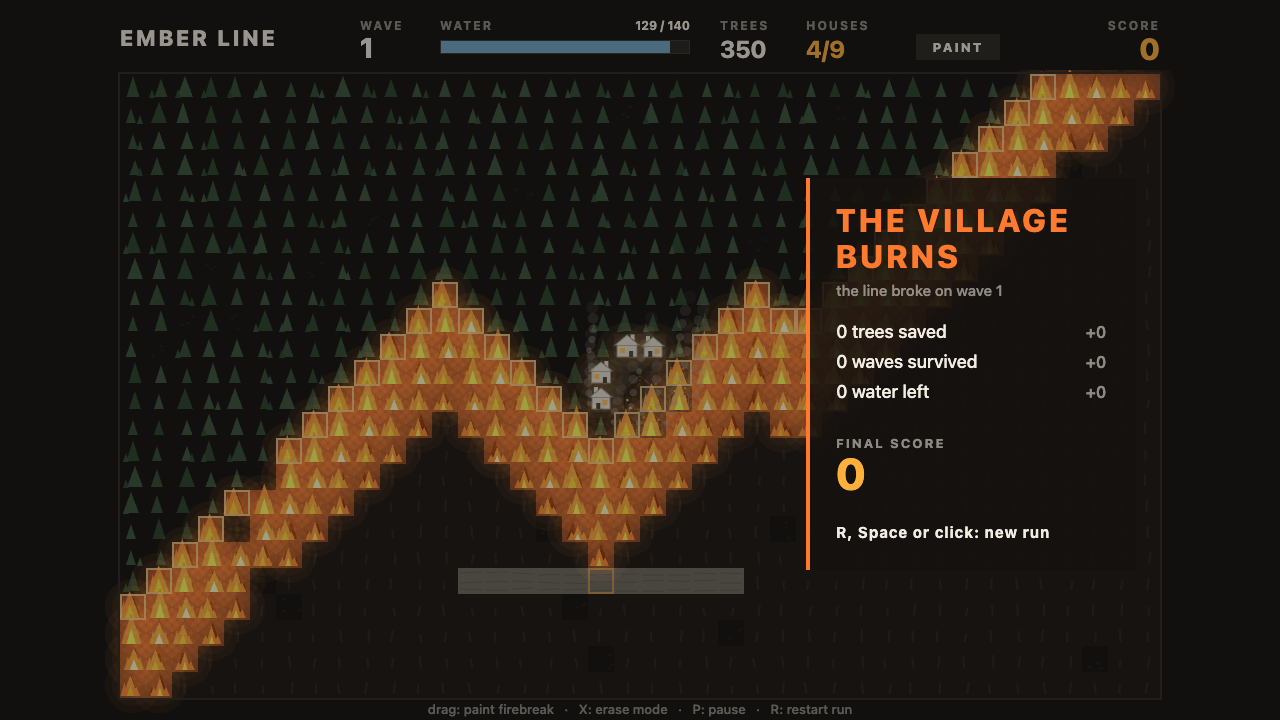 EMBER LINE
WAVE
1
WATER
129 / 140
TREES
350
HOUSES
4/9
PAINT
SCORE
0
THE VILLAGE
BURNS
the line broke on wave 1
0 trees saved +0
0 waves survived +0
0 water left +0
FINAL SCORE
0
R, Space or click: new run
drag: paint firebreak · X: erase mode · P: pause · R: restart run